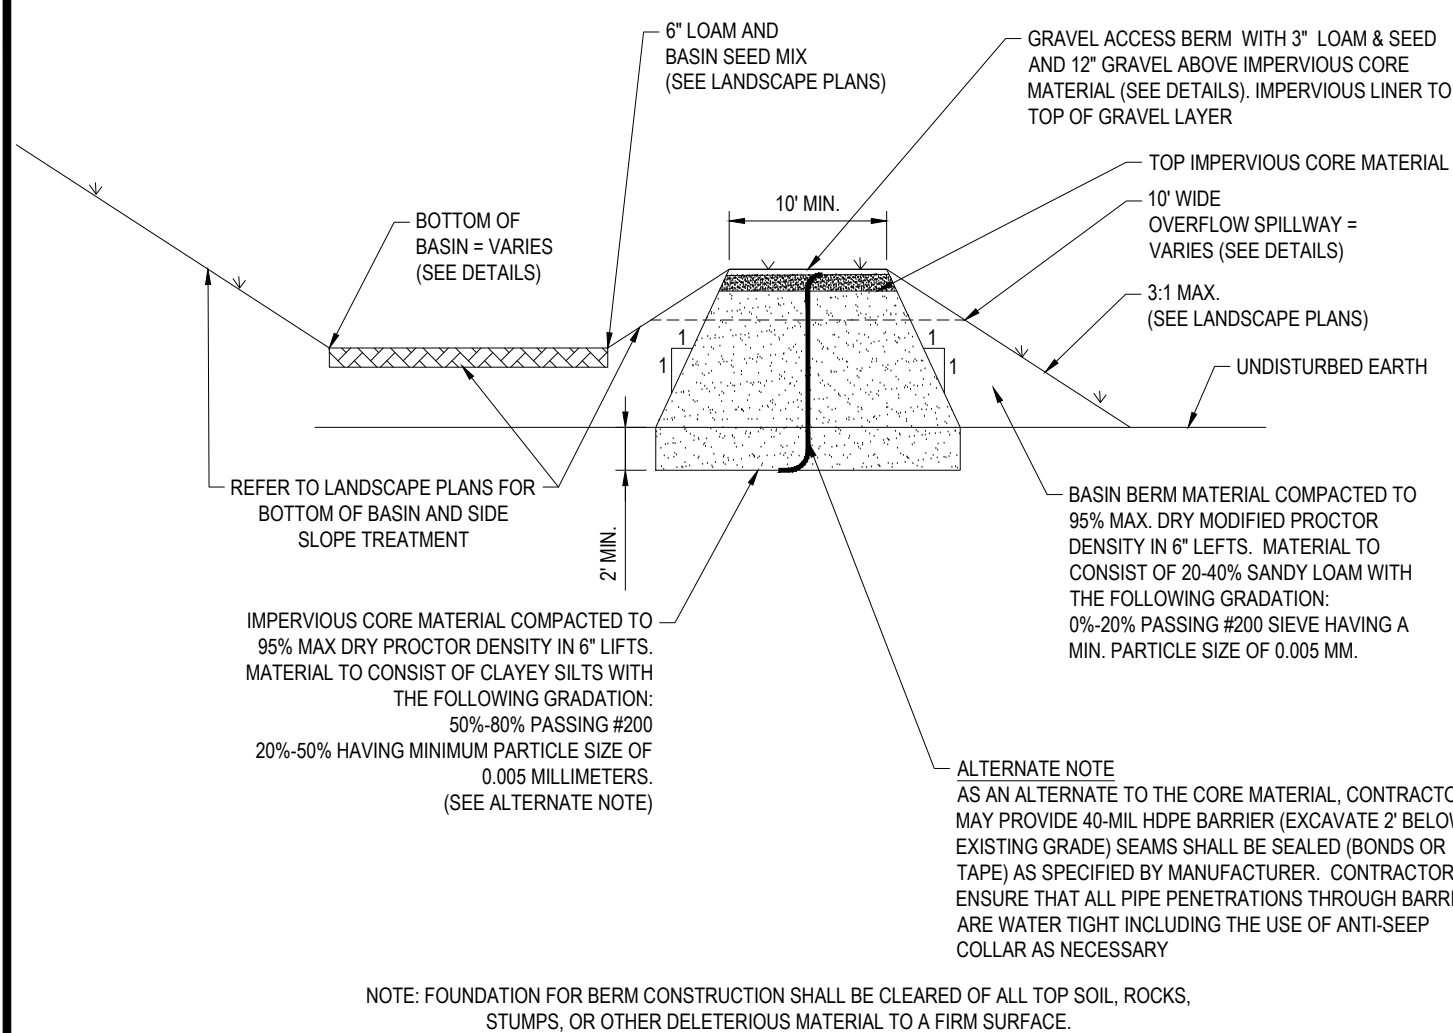 6" LOAM AND
BASIN SEED MIX
(SEE LANDSCAPE PLANS)
GRAVEL ACCESS BERM WITH 3" LOAM & SEED
AND 12" GRAVEL ABOVE IMPERVIOUS CORE
MATERIAL (SEE DETAILS). IMPERVIOUS LINER TO
TOP OF GRAVEL LAYER
TOP IMPERVIOUS CORE MATERIAL
10' WIDE
OVERFLOW SPILLWAY =
VARIES (SEE DETAILS)
10' MIN.
BOTTOM OF
BASIN = VARIES
(SEE DETAILS)
3:1 MAX.
(SEE LANDSCAPE PLANS)
1
1
1
1
UNDISTURBED EARTH
REFER TO LANDSCAPE PLANS FOR
BOTTOM OF BASIN AND SIDE
SLOPE TREATMENT
2' MIN.
BASIN BERM MATERIAL COMPACTED TO
95% MAX. DRY MODIFIED PROCTOR
DENSITY IN 6" LEFTS. MATERIAL TO
CONSIST OF 20-40% SANDY LOAM WITH
THE FOLLOWING GRADATION:
0%-20% PASSING #200 SIEVE HAVING A
MIN. PARTICLE SIZE OF 0.005 MM.
IMPERVIOUS CORE MATERIAL COMPACTED TO
95% MAX DRY PROCTOR DENSITY IN 6" LIFTS.
MATERIAL TO CONSIST OF CLAYEY SILTS WITH
THE FOLLOWING GRADATION:
50%-80% PASSING #200
20%-50% HAVING MINIMUM PARTICLE SIZE OF
0.005 MILLIMETERS.
(SEE ALTERNATE NOTE)
ALTERNATE NOTE
AS AN ALTERNATE TO THE CORE MATERIAL,
MAY PROVIDE 40-MIL HDPE BARRIER (EXCAVATE 2'
EXISTING GRADE) SEAMS SHALL BE SEALED (BONDS OR
TAPE) AS SPECIFIED BY MANUFACTURER. CONTRACTOR
ENSURE THAT ALL PIPE PENETRATIONS THROUGH
ARE WATER TIGHT INCLUDING THE USE OF ANTI-SEEP
COLLAR AS NECESSARY
NOTE: FOUNDATION FOR BERM CONSTRUCTION SHALL BE CLEARED OF ALL TOP SOIL, ROCKS,
STUMPS, OR OTHER DELETERIOUS MATERIAL TO A FIRM SURFACE.